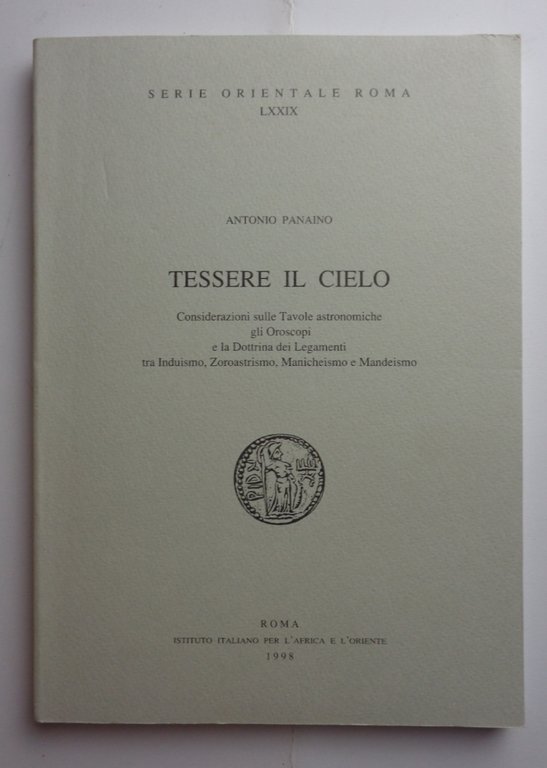 SERIE ORIENTALE ROMA
LXXIX
ANTONIO PANAINO
TESSERE IL CIELO
Considerazioni sulle Tavole astronomiche
gli Oroscopi
e la Dottrina dei Legamenti
tra Induismo, Zoroastrismo, Manicheismo e Mandeismo
ROMA
ISTITUTO ITALIANO PER L'AFRICA E L'ORIENTE
1998